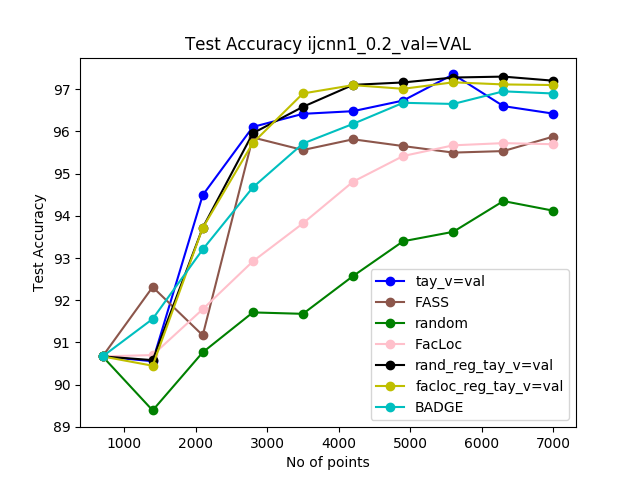 Test Accuracy ijcnn1_0.2_val=VAL
97
96
95
94
93
92
91
90
89
Test Accuracy
1000 2000 3000 4000 5000 6000 7000
No of points
tay_v=val
FASS
random
FacLoc
rand_reg_tay_v=val
facloc_reg_tay_v=val
BADGE